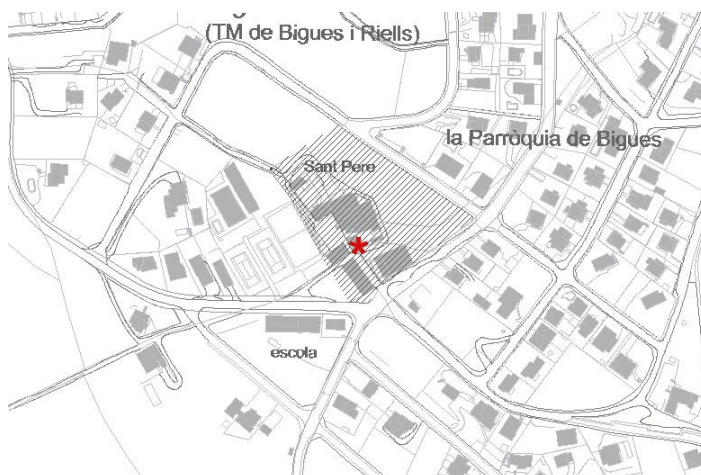 (TM de Bigues i Riells)
la Parròquia de Bigues
Sant Pere
escola